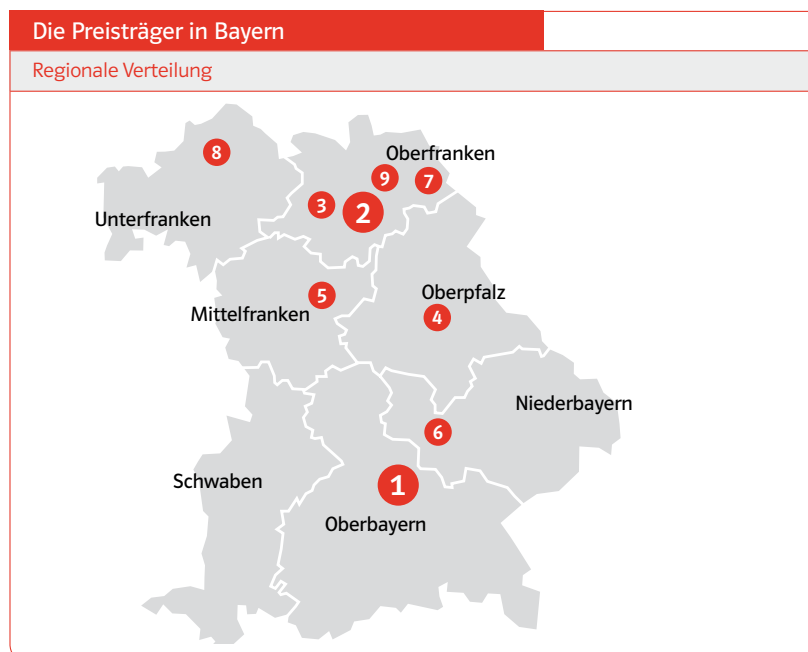 Die Preisträger in Bayern
Regionale Verteilung
8
Oberfranken
9
7
3
2
Unterfranken
5
Oberpfalz
Mittelfranken
4
Niederbayern
6
Schwaben
1
Oberbayern